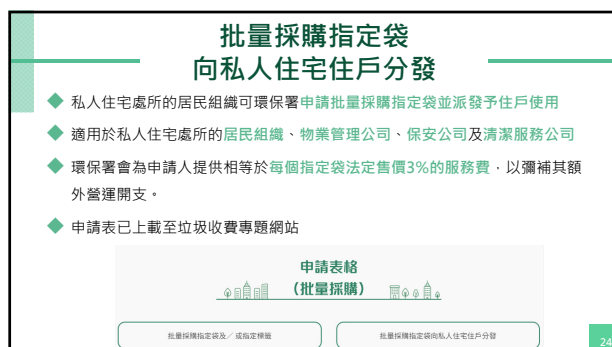 批量採購指定袋
向私人住宅住戶分發
私人住宅處所的居民組織可環保署申請批量採購指定袋並派發予住戶使用
適用於私人住宅處所的居民組織、物業管理公司、保安公司及清潔服務公司
環保署會為申請人提供相等於每個指定袋法定售價3%的服務費，以彌補其額
外營運開支。
申請表已上載至垃圾收費專題網站
申請表格
(批量採購)
批量採購指定袋及／或指定標籤
批量採購指定袋向私人住宅住戶分發
24